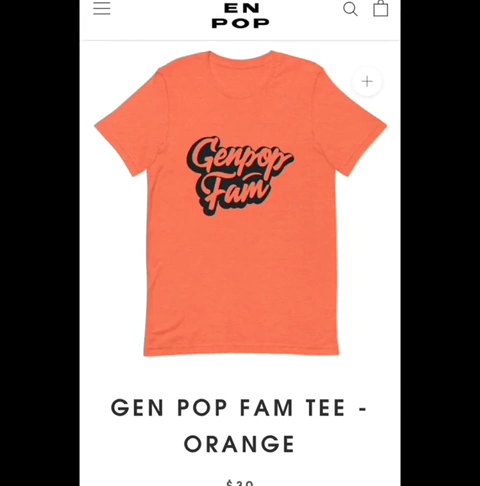 EN
POP
Genpop
Fam
GEN POP FAM TEE -
ORANGE